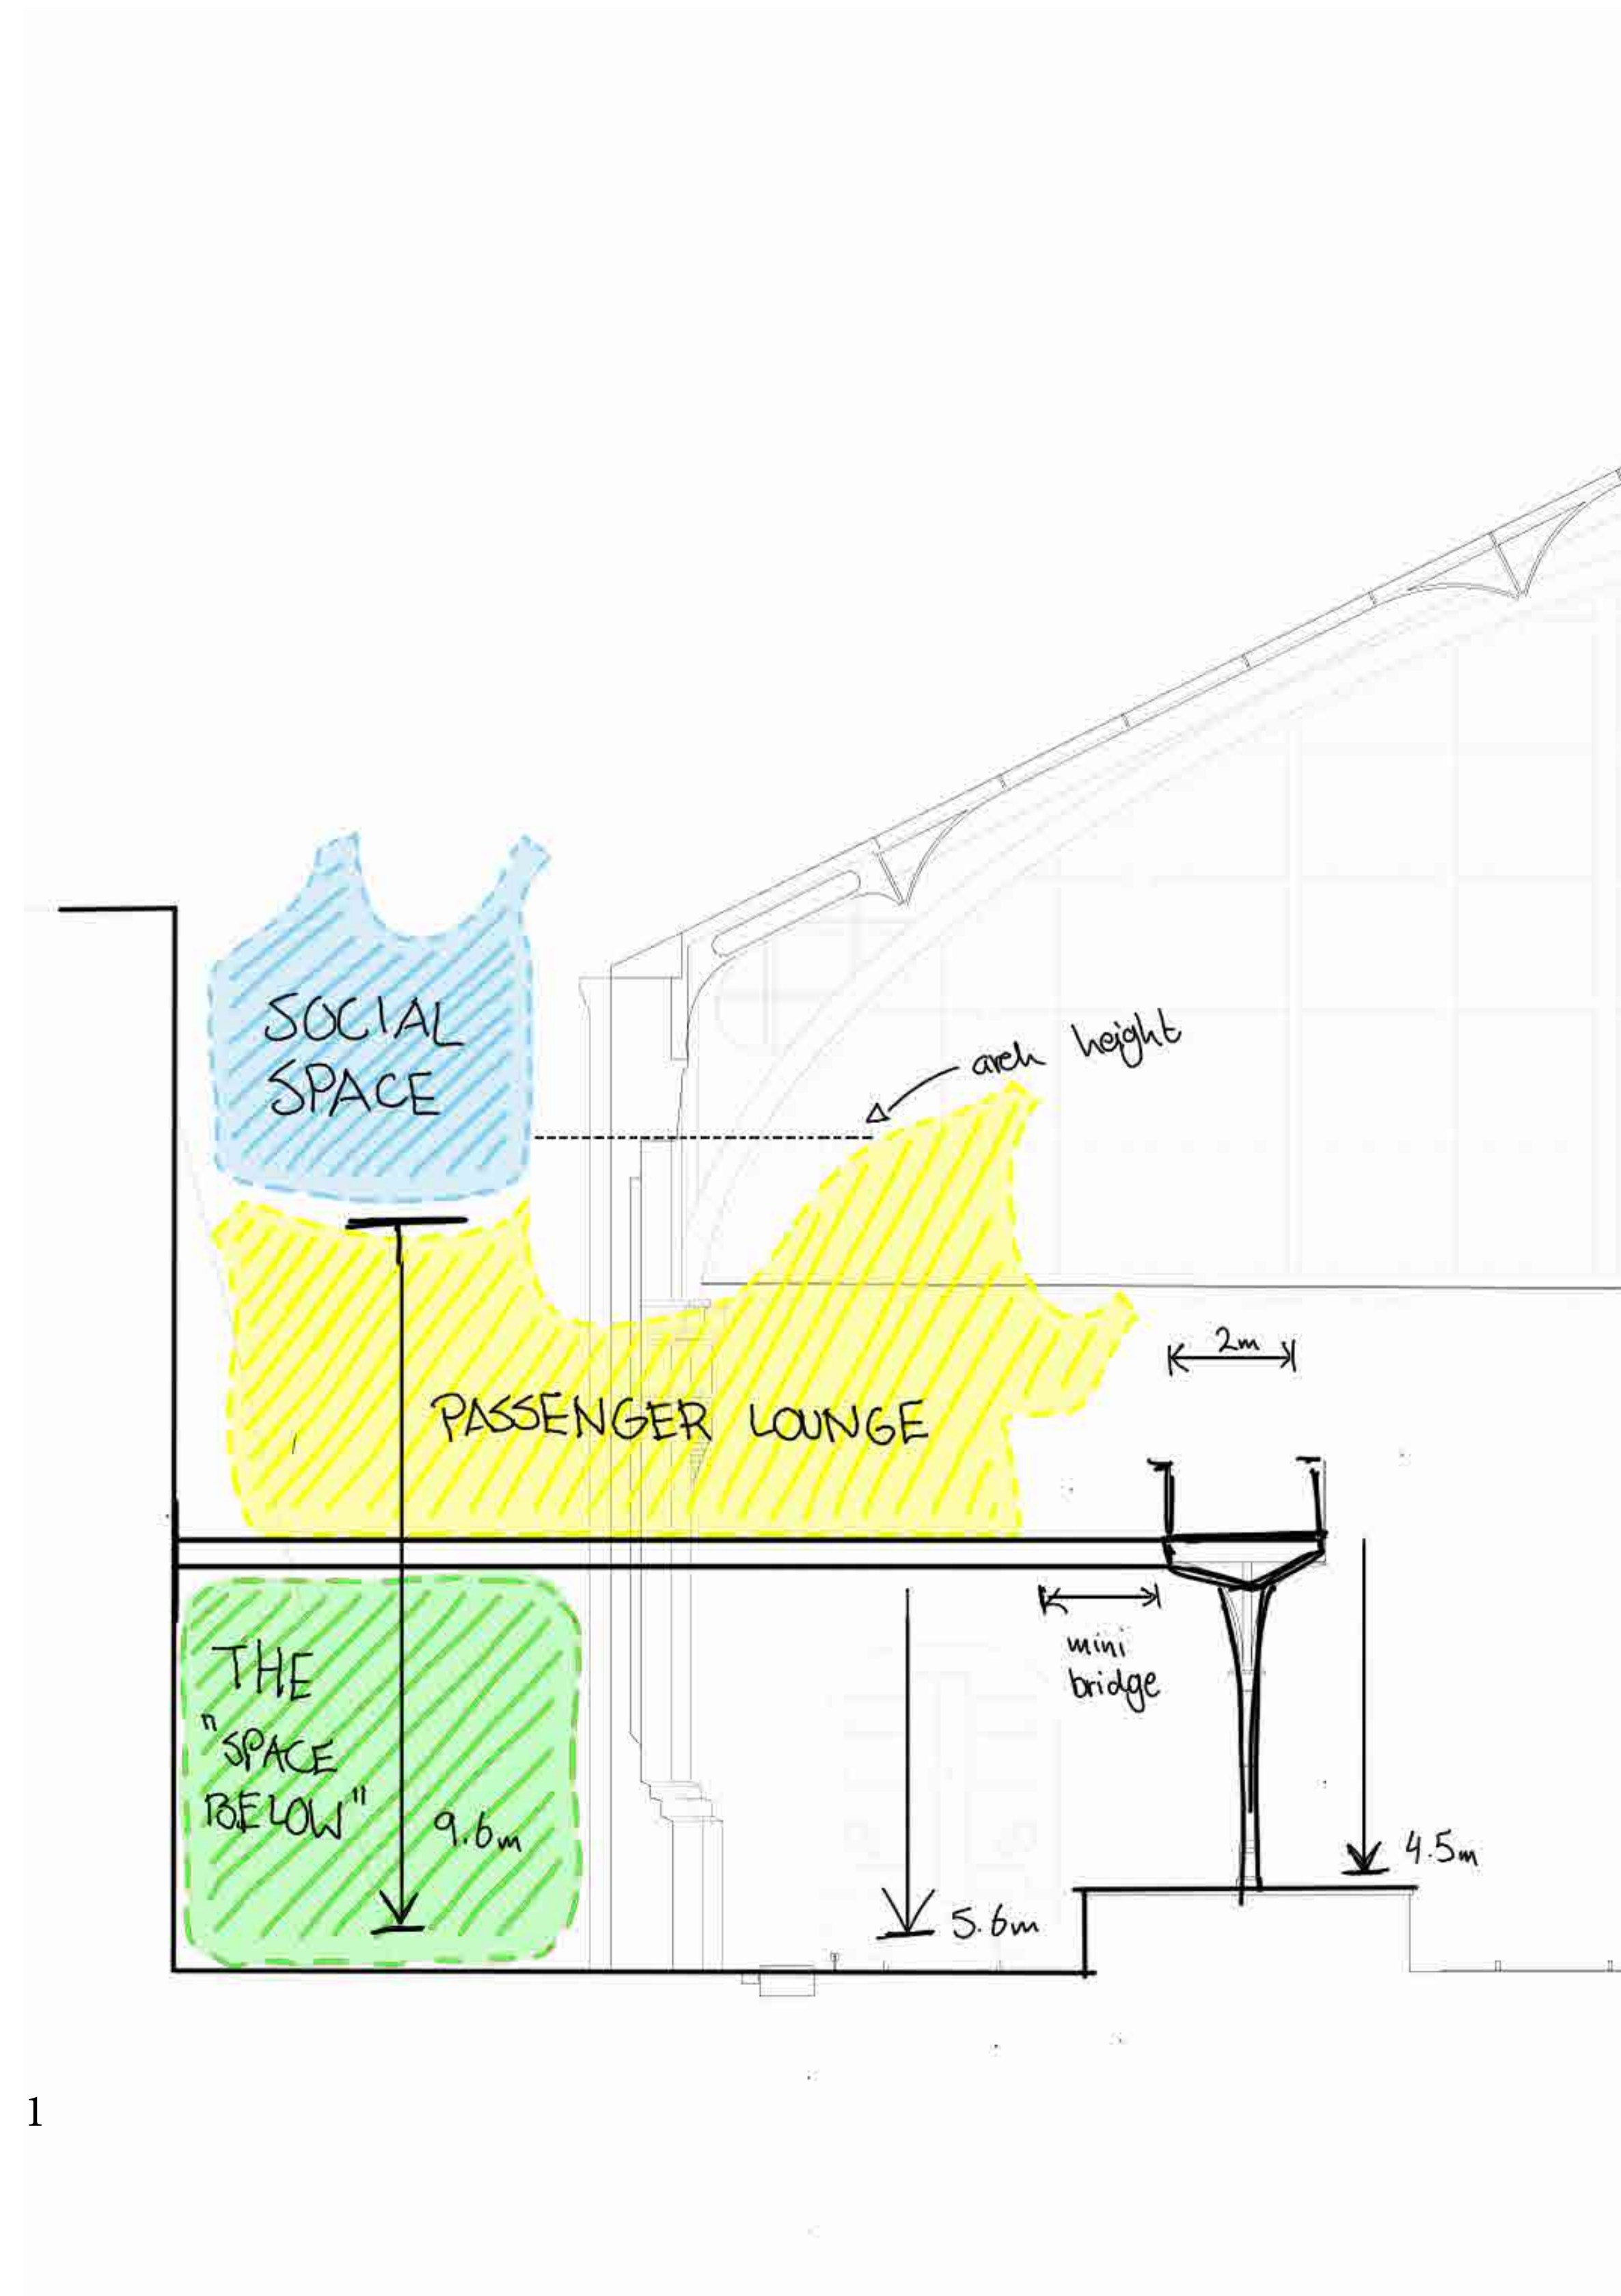 SOCIAL
SPACE
arch height
2m
PASSENGER LOUNGE
mini
bridge
THE
"SPACE
BELOW"
9.6m
5.6m
4.5m
1